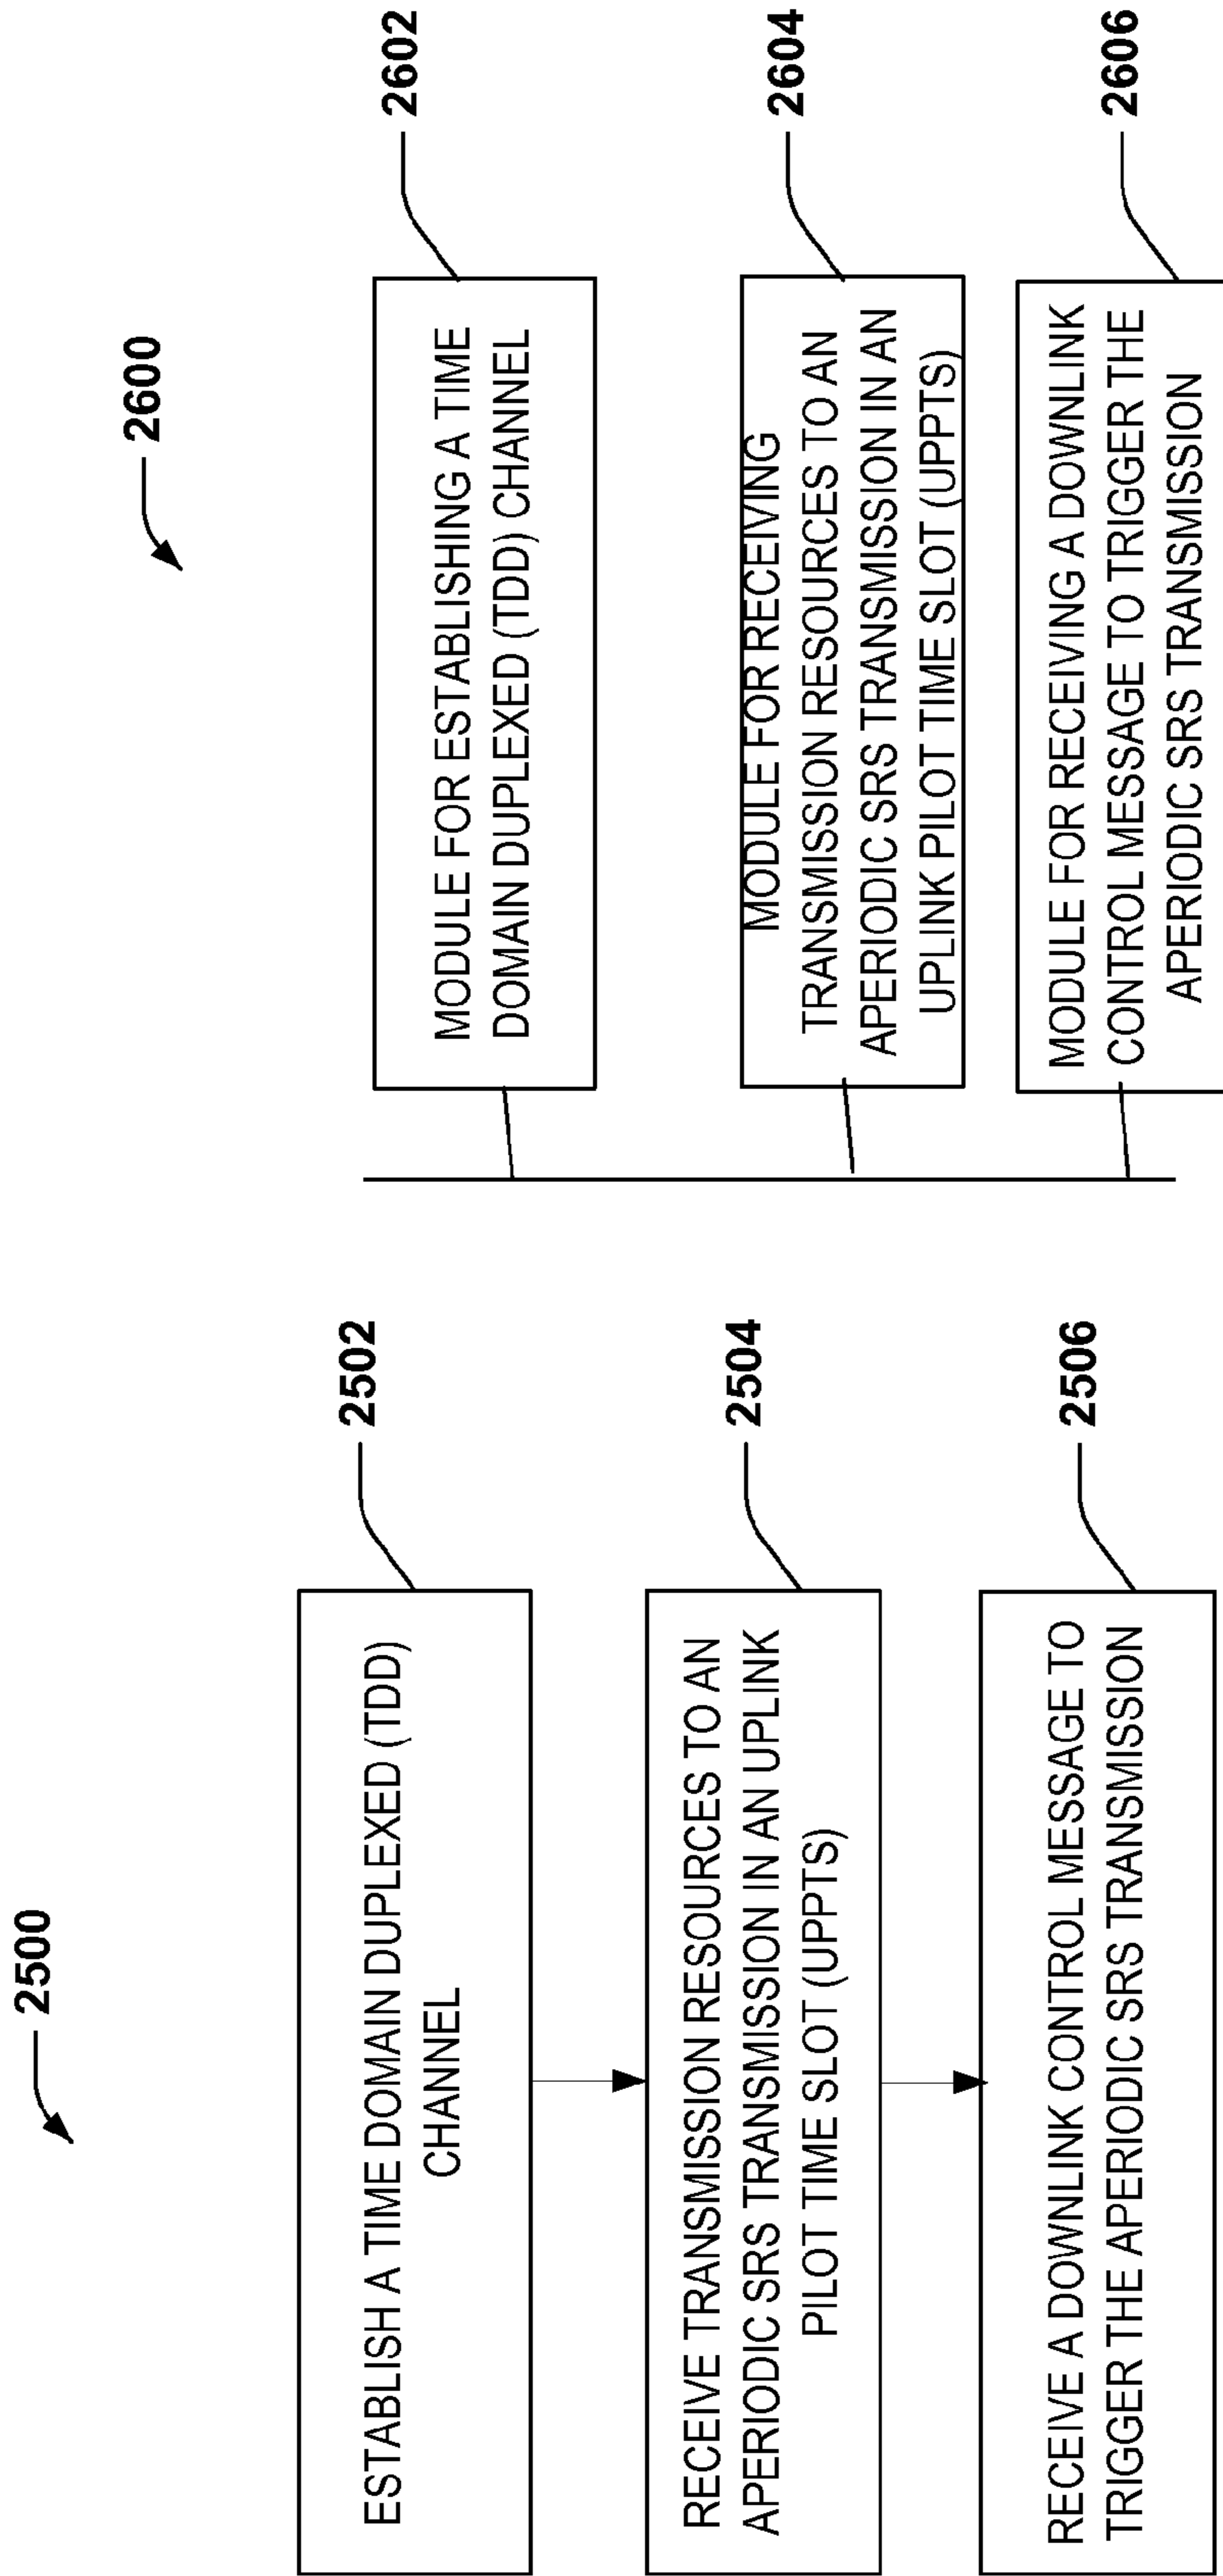 2500
ESTABLISH A TIME DOMAIN DUPLEXED (TDD)
CHANNEL
2502
RECEIVE TRANSMISSION RESOURCES TO AN
APERIODIC SRS TRANSMISSION IN AN UPLINK
PILOT TIME SLOT (UPPTS)
2504
RECEIVE A DOWNLINK CONTROL MESSAGE TO
TRIGGER THE APERIODIC SRS TRANSMISSION
2506
2600
MODULE FOR ESTABLISHING A TIME
DOMAIN DUPLEXED (TDD) CHANNEL
2602
MODULE FOR RECEIVING
TRANSMISSION RESOURCES TO AN
APERIODIC SRS TRANSMISSION IN AN
UPLINK PILOT TIME SLOT (UPPTS)
2604
MODULE FOR RECEIVING A DOWNLINK
CONTROL MESSAGE TO TRIGGER THE
APERIODIC SRS TRANSMISSION
2606